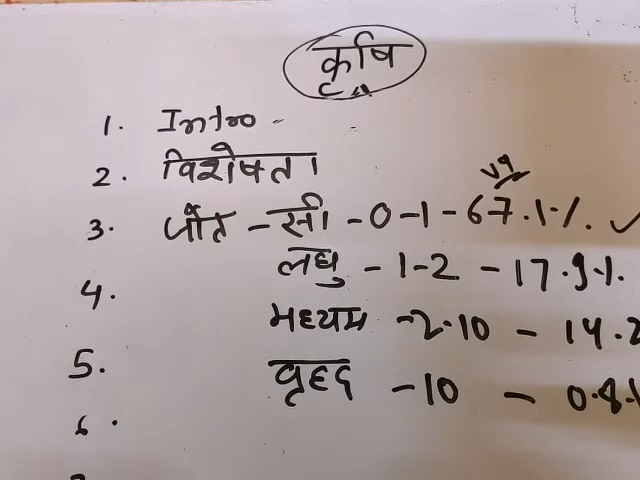 कृषि
1. Intro -
2. विशेषता
3. जोत - सी - 0-1 - 67.1% ✓
लघु - 1-2 - 17.9%
4.
मध्यम - 2-10 - 14.2
5.
वृहद - 10 - 0.8%
6.